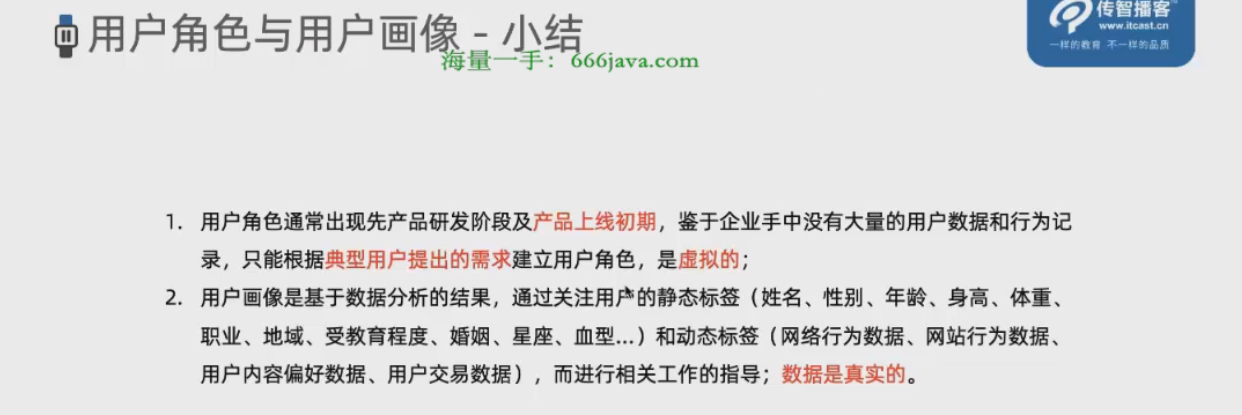 用户角色与用户画像 - 小结
海量一手：666java.com
传智播客
www.itcast.cn
一样的教育 不一样的品质
1. 用户角色通常出现先产品研发阶段及产品上线初期，鉴于企业手中没有大量的用户数据和行为记
录，只能根据典型用户提出的需求建立用户角色，是虚拟的；
2. 用户画像是基于数据分析的结果，通过关注用户的静态标签（姓名、性别、年龄、身高、体重、
职业、地域、受教育程度、婚姻、星座、血型...）和动态标签（网络行为数据、网站行为数据、
用户内容偏好数据、用户交易数据），而进行相关工作的指导；数据是真实的。